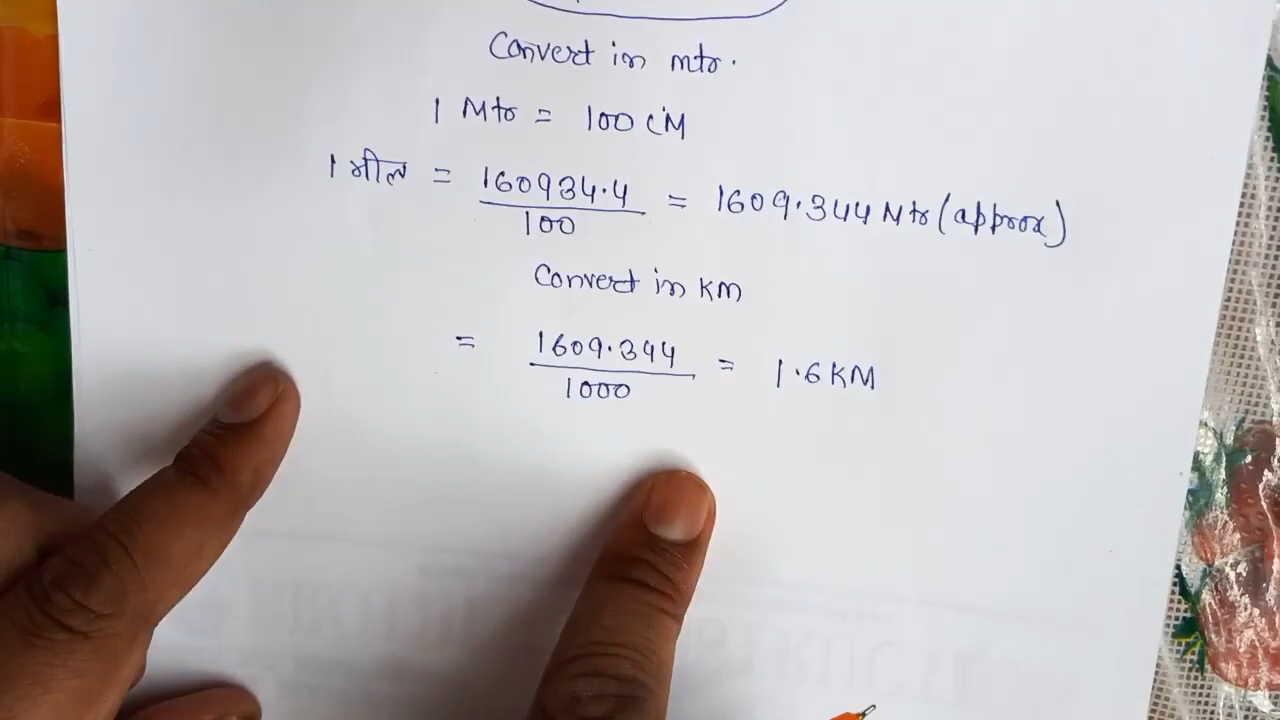 Convert in mtr.
1 Mtr = 100 CM
1 मील = 160934.4 / 100 = 1609.344 Mtr (approx)
Convert in KM
= 1609.344 / 1000 = 1.6 KM